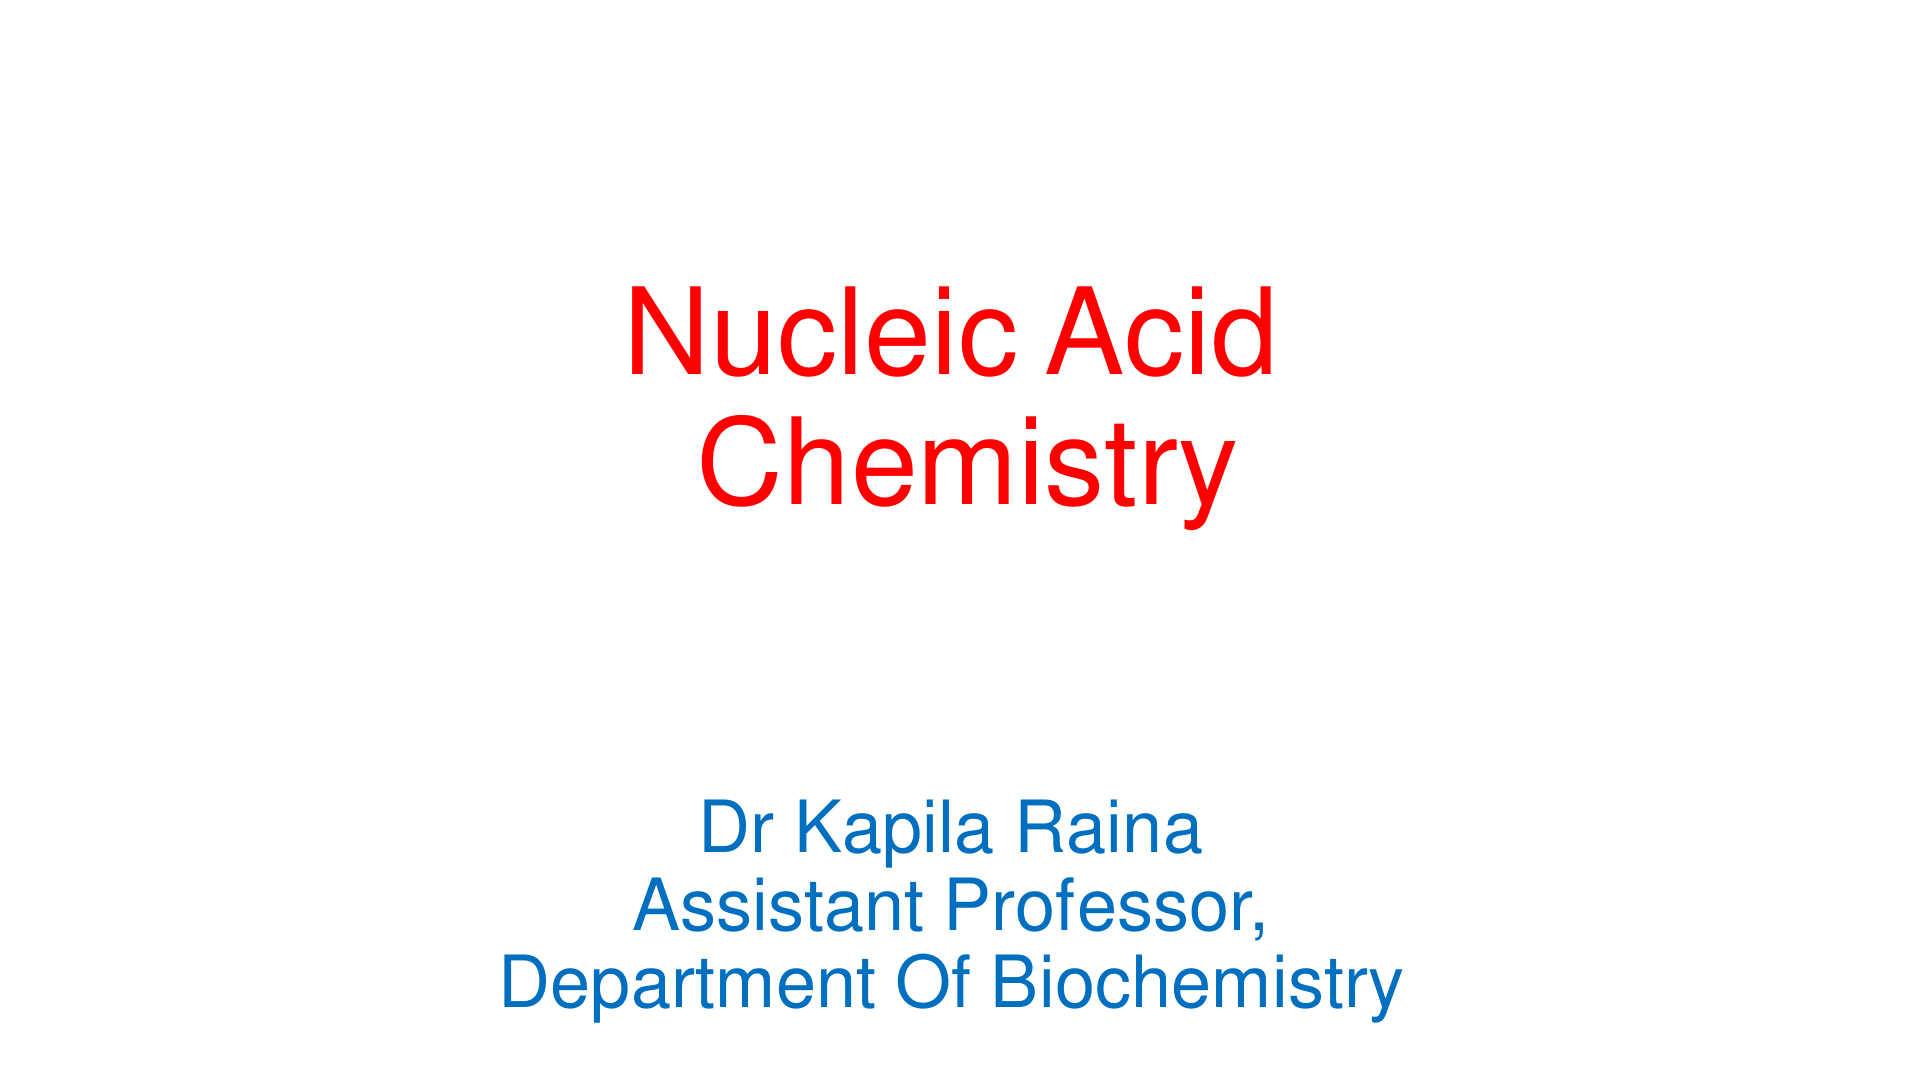 Nucleic Acid
Chemistry
Dr Kapila Raina
Assistant Professor,
Department Of Biochemistry